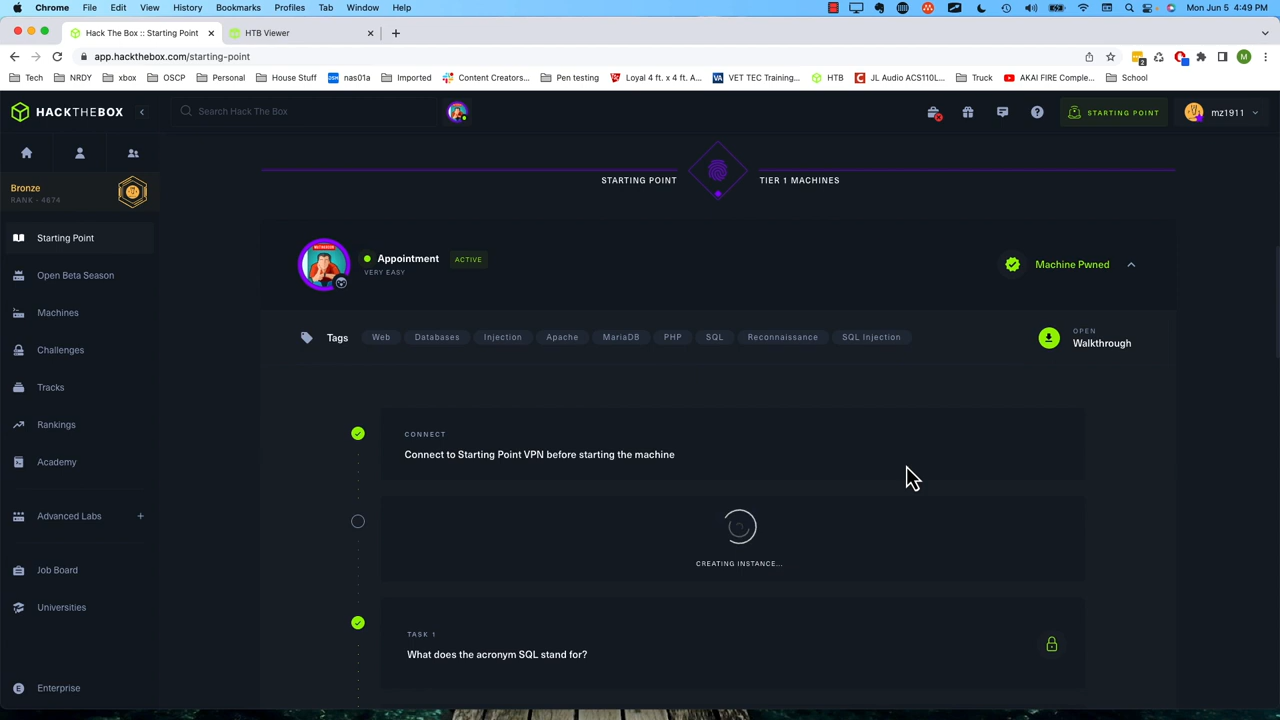 Chrome File Edit View History Bookmarks Profiles Tab Window Help Mon Jun 5 4:49 PM
Hack The Box :: Starting Point HTB Viewer
app.hackthebox.com/starting-point
Tech NRDY xbox OSCP Personal House Stuff nas01a Imported Content Creators... Pen testing Loyal 4 ft. x 4 ft. A... VET TEC Training... HTB JL Audio ACS110L... Truck AKAI FIRE Comple... School
HACKTHEBOX Search Hack The Box STARTING POINT mz1911
Bronze
RANK - 4674
STARTING POINT TIER 1 MACHINES
Starting Point
Open Beta Season
Machines
Challenges
Tracks
Rankings
Academy
Advanced Labs +
Job Board
Universities
Enterprise
Appointment ACTIVE
VERY EASY
Machine Pwned
Tags Web Databases Injection Apache MariaDB PHP SQL Reconnaissance SQL Injection
OPEN
Walkthrough
CONNECT
Connect to Starting Point VPN before starting the machine
CREATING INSTANCE...
TASK 1
What does the acronym SQL stand for?